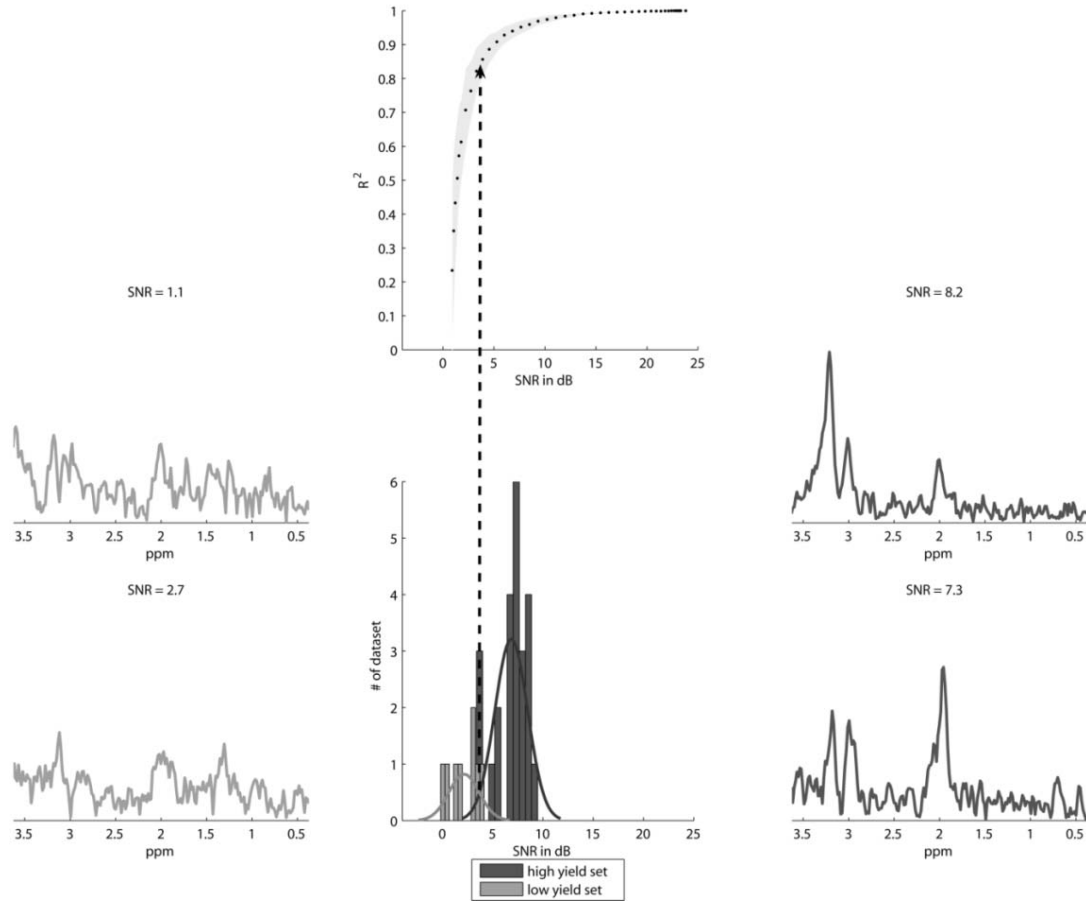 1
0.9
0.8
0.7
0.6
0.5
0.4
0.3
0.2
0.1
0
R²
0 5 10 15 20 25
SNR in dB
SNR = 1.1
3.5 3 2.5 2 1.5 1 0.5
ppm
SNR = 8.2
3.5 3 2.5 2 1.5 1 0.5
ppm
SNR = 2.7
3.5 3 2.5 2 1.5 1 0.5
ppm
6
5
4
3
2
1
0
# of dataset
0 5 10 15 20 25
SNR in dB
high yield set
low yield set
SNR = 7.3
3.5 3 2.5 2 1.5 1 0.5
ppm